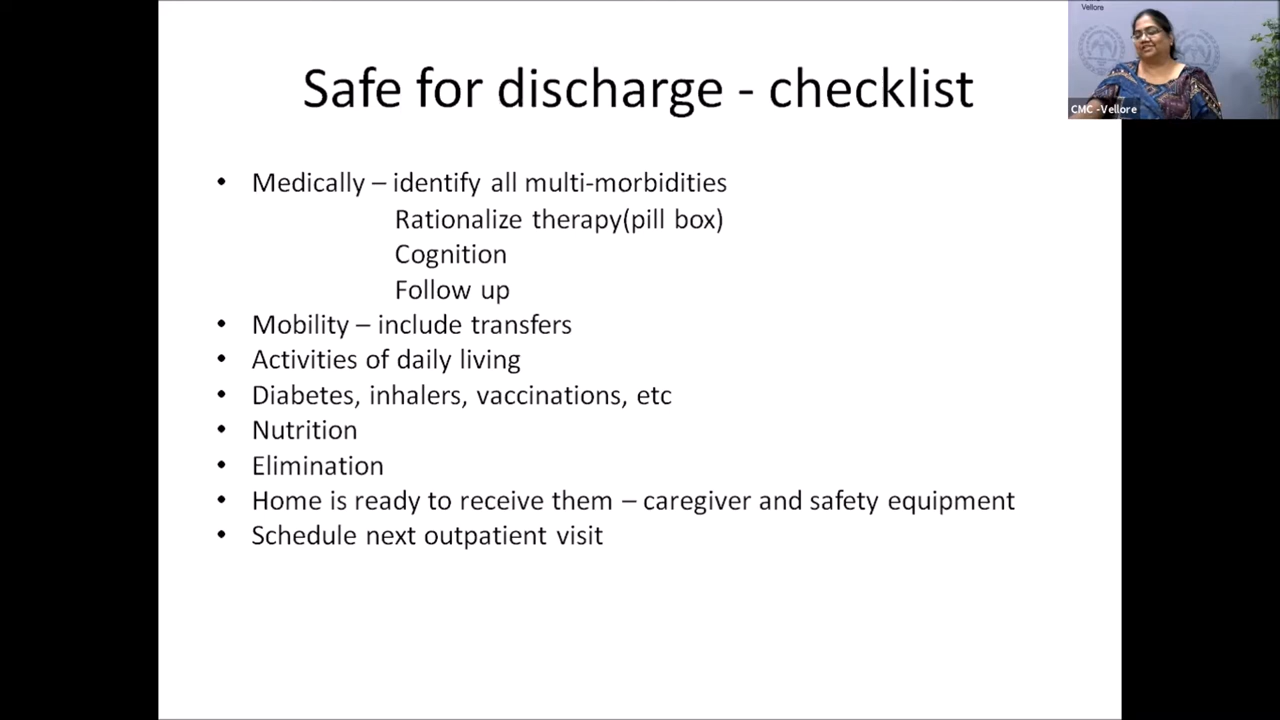 Vellore
CMC -Vellore
Safe for discharge - checklist
• Medically – identify all multi-morbidities
Rationalize therapy(pill box)
Cognition
Follow up
• Mobility – include transfers
• Activities of daily living
• Diabetes, inhalers, vaccinations, etc
• Nutrition
• Elimination
• Home is ready to receive them – caregiver and safety equipment
• Schedule next outpatient visit